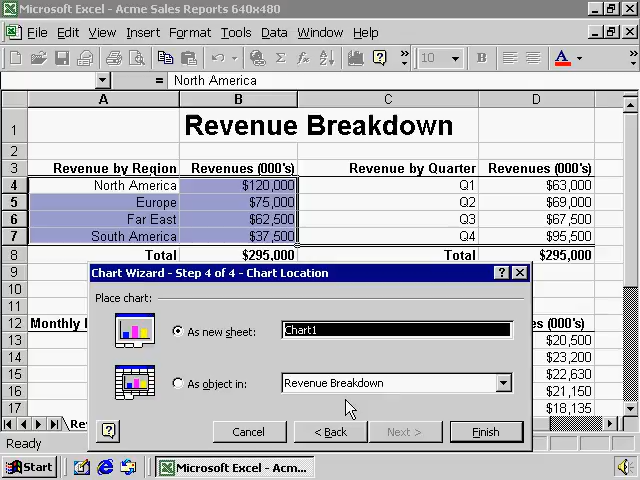 Microsoft Excel - Acme Sales Reports 640x480
File Edit View Insert Format Tools Data Window Help
10 B A
= North America
A B C D
1 Revenue Breakdown
2
3 Revenue by Region Revenues (000's) Revenue by Quarter Revenues (000's)
4 North America $120,000 Q1 $63,000
5 Europe $75,000 Q2 $69,000
6 Far East $62,500 Q3 $67,500
7 South America $37,500 Q4 $95,500
8 Total $295,000 Total $295,000
9
10
11
12 Monthly s (000's)
13 $20,500
14 $23,200
15 $22,630
16 $21,150
17 $18,135
Chart Wizard - Step 4 of 4 - Chart Location
Place chart:
As new sheet: Chart1
As object in: Revenue Breakdown
Cancel < Back Next > Finish
Ready
Start Microsoft Excel - Acm...